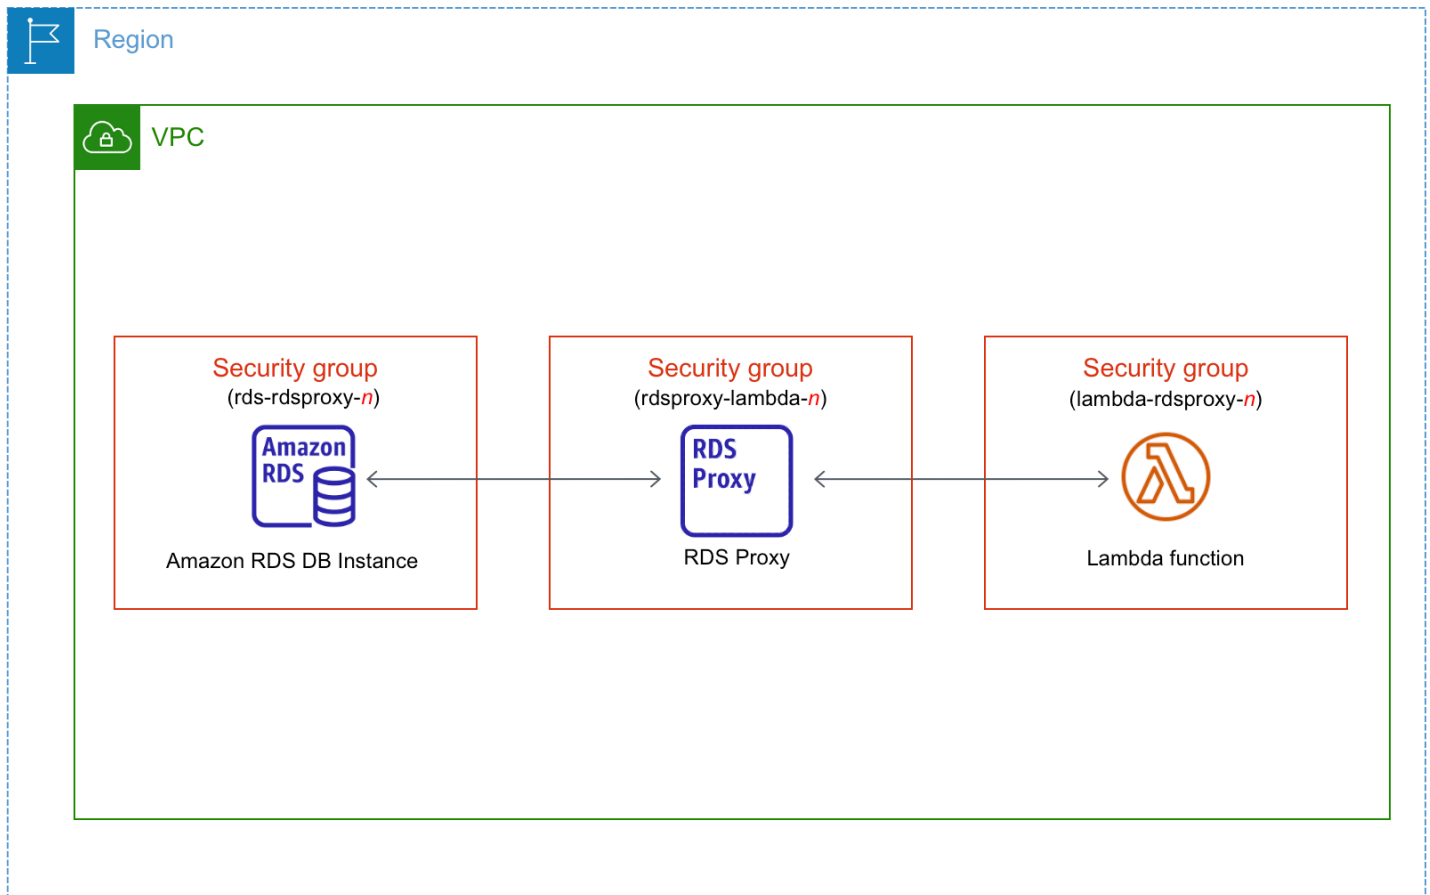 Region
VPC
Security group
(rds-rdsproxy-n)
Amazon
RDS
Amazon RDS DB Instance
Security group
(rdsproxy-lambda-n)
RDS
Proxy
RDS Proxy
Security group
(lambda-rdsproxy-n)
Lambda function